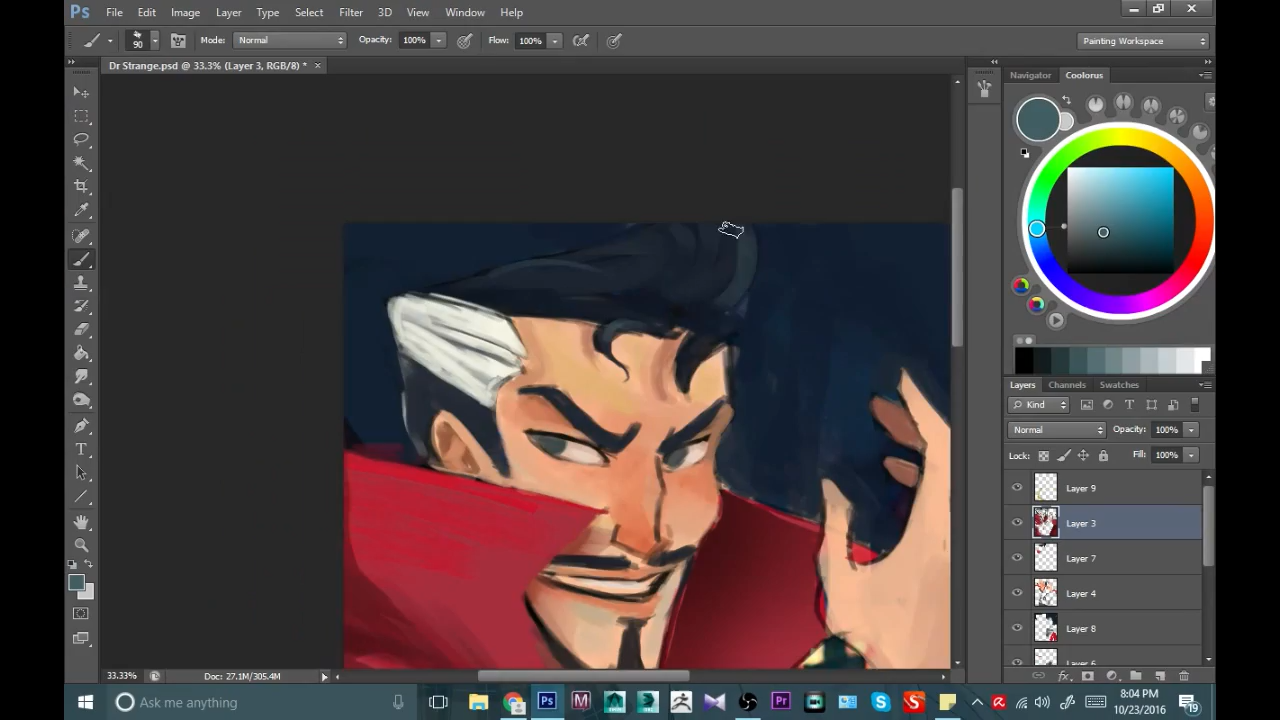 Ps File Edit Image Layer Type Select Filter 3D View Window Help
90 Mode: Normal Opacity: 100% Flow: 100% Painting Workspace
Dr Strange.psd @ 33.3% (Layer 3, RGB/8) *
Navigator Coolorus
Layers Channels Swatches
Kind
Normal Opacity: 100%
Lock: Fill: 100%
Layer 9
Layer 3
Layer 7
Layer 4
Layer 8
33.33% Doc: 27.1M/305.4M
Ask me anything
8:04 PM
10/23/2016
19